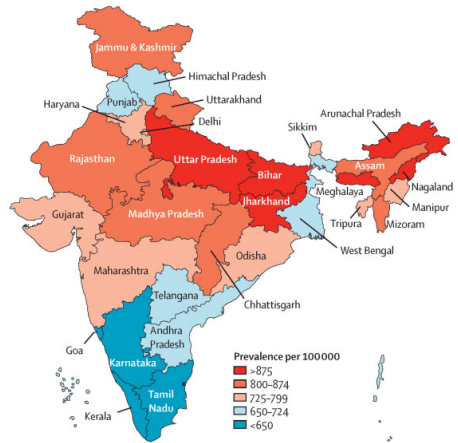 Jammu & Kashmir
Himachal Pradesh
Punjab
Uttarakhand
Haryana
Delhi
Arunachal Pradesh
Sikkim
Rajasthan
Uttar Pradesh
Bihar
Assam
Nagaland
Meghalaya
Manipur
Gujarat
Madhya Pradesh
Jharkhand
Tripura
Mizoram
West Bengal
Odisha
Maharashtra
Chhattisgarh
Telangana
Goa
Andhra
Pradesh
Karnataka
Tamil
Nadu
Kerala
Prevalence per 100 000
>875
800–874
725–799
650–724
<650